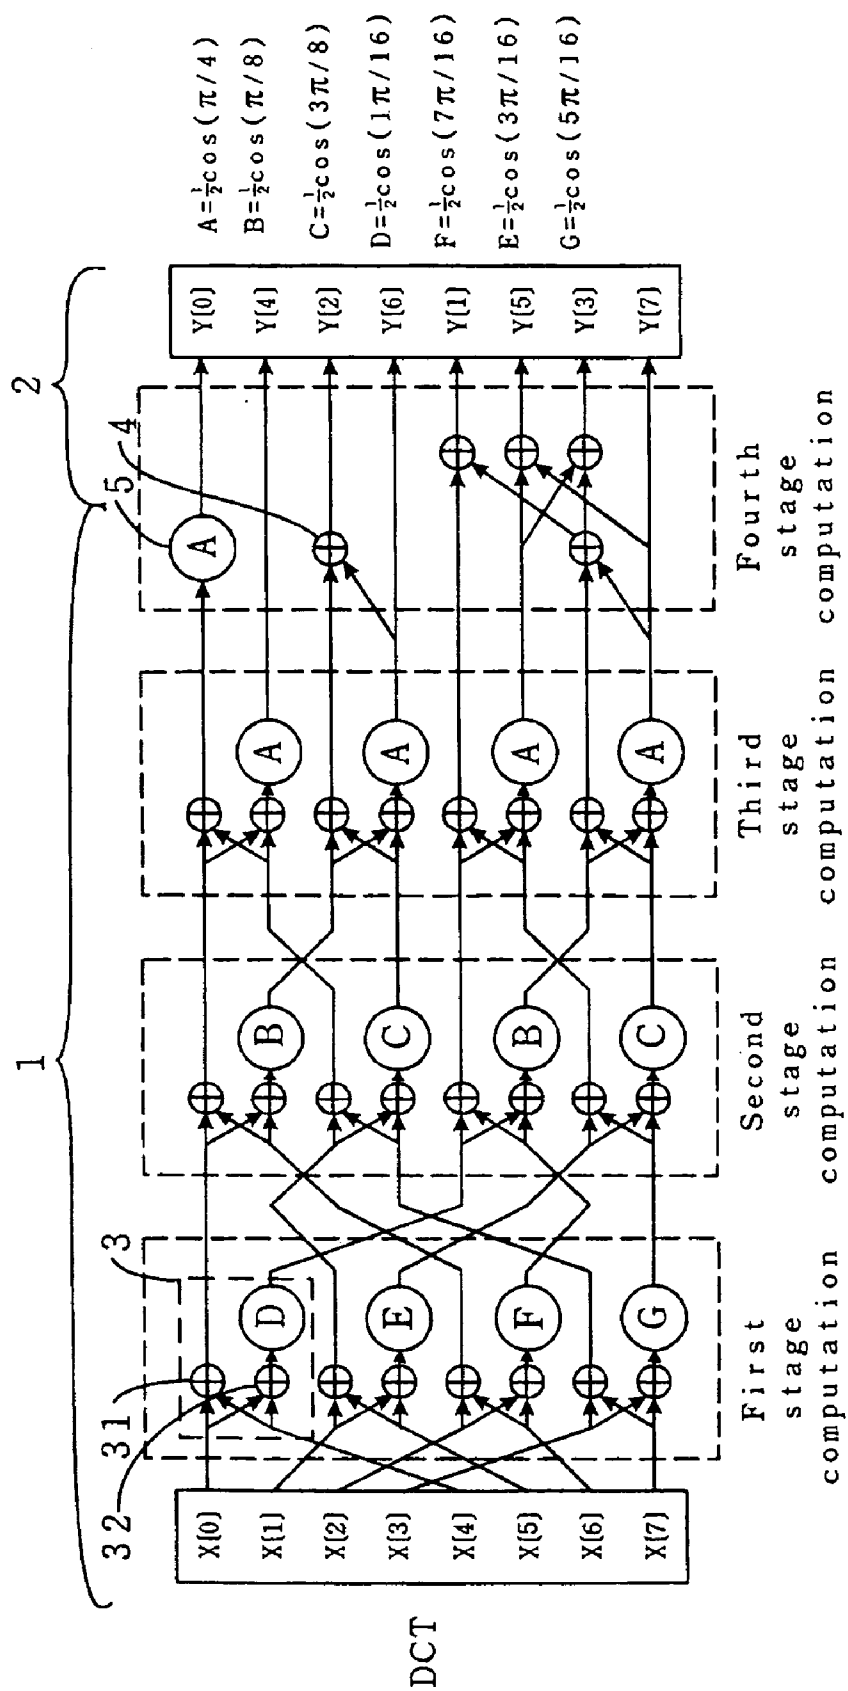 DCT
X[0]
X[1]
X[2]
X[3]
X[4]
X[5]
X[6]
X[7]
1
2
32
31
3
5
4
D
E
F
G
First
stage
computation
B
C
B
C
Second
stage
computation
A
A
A
A
Third
stage
computation
A
Fourth
stage
computation
Y[0]
Y[4]
Y[2]
Y[6]
Y[1]
Y[5]
Y[3]
Y[7]
A=½cos(π/4)
B=½cos(π/8)
C=½cos(3π/8)
D=½cos(1π/16)
F=½cos(7π/16)
E=½cos(3π/16)
G=½cos(5π/16)